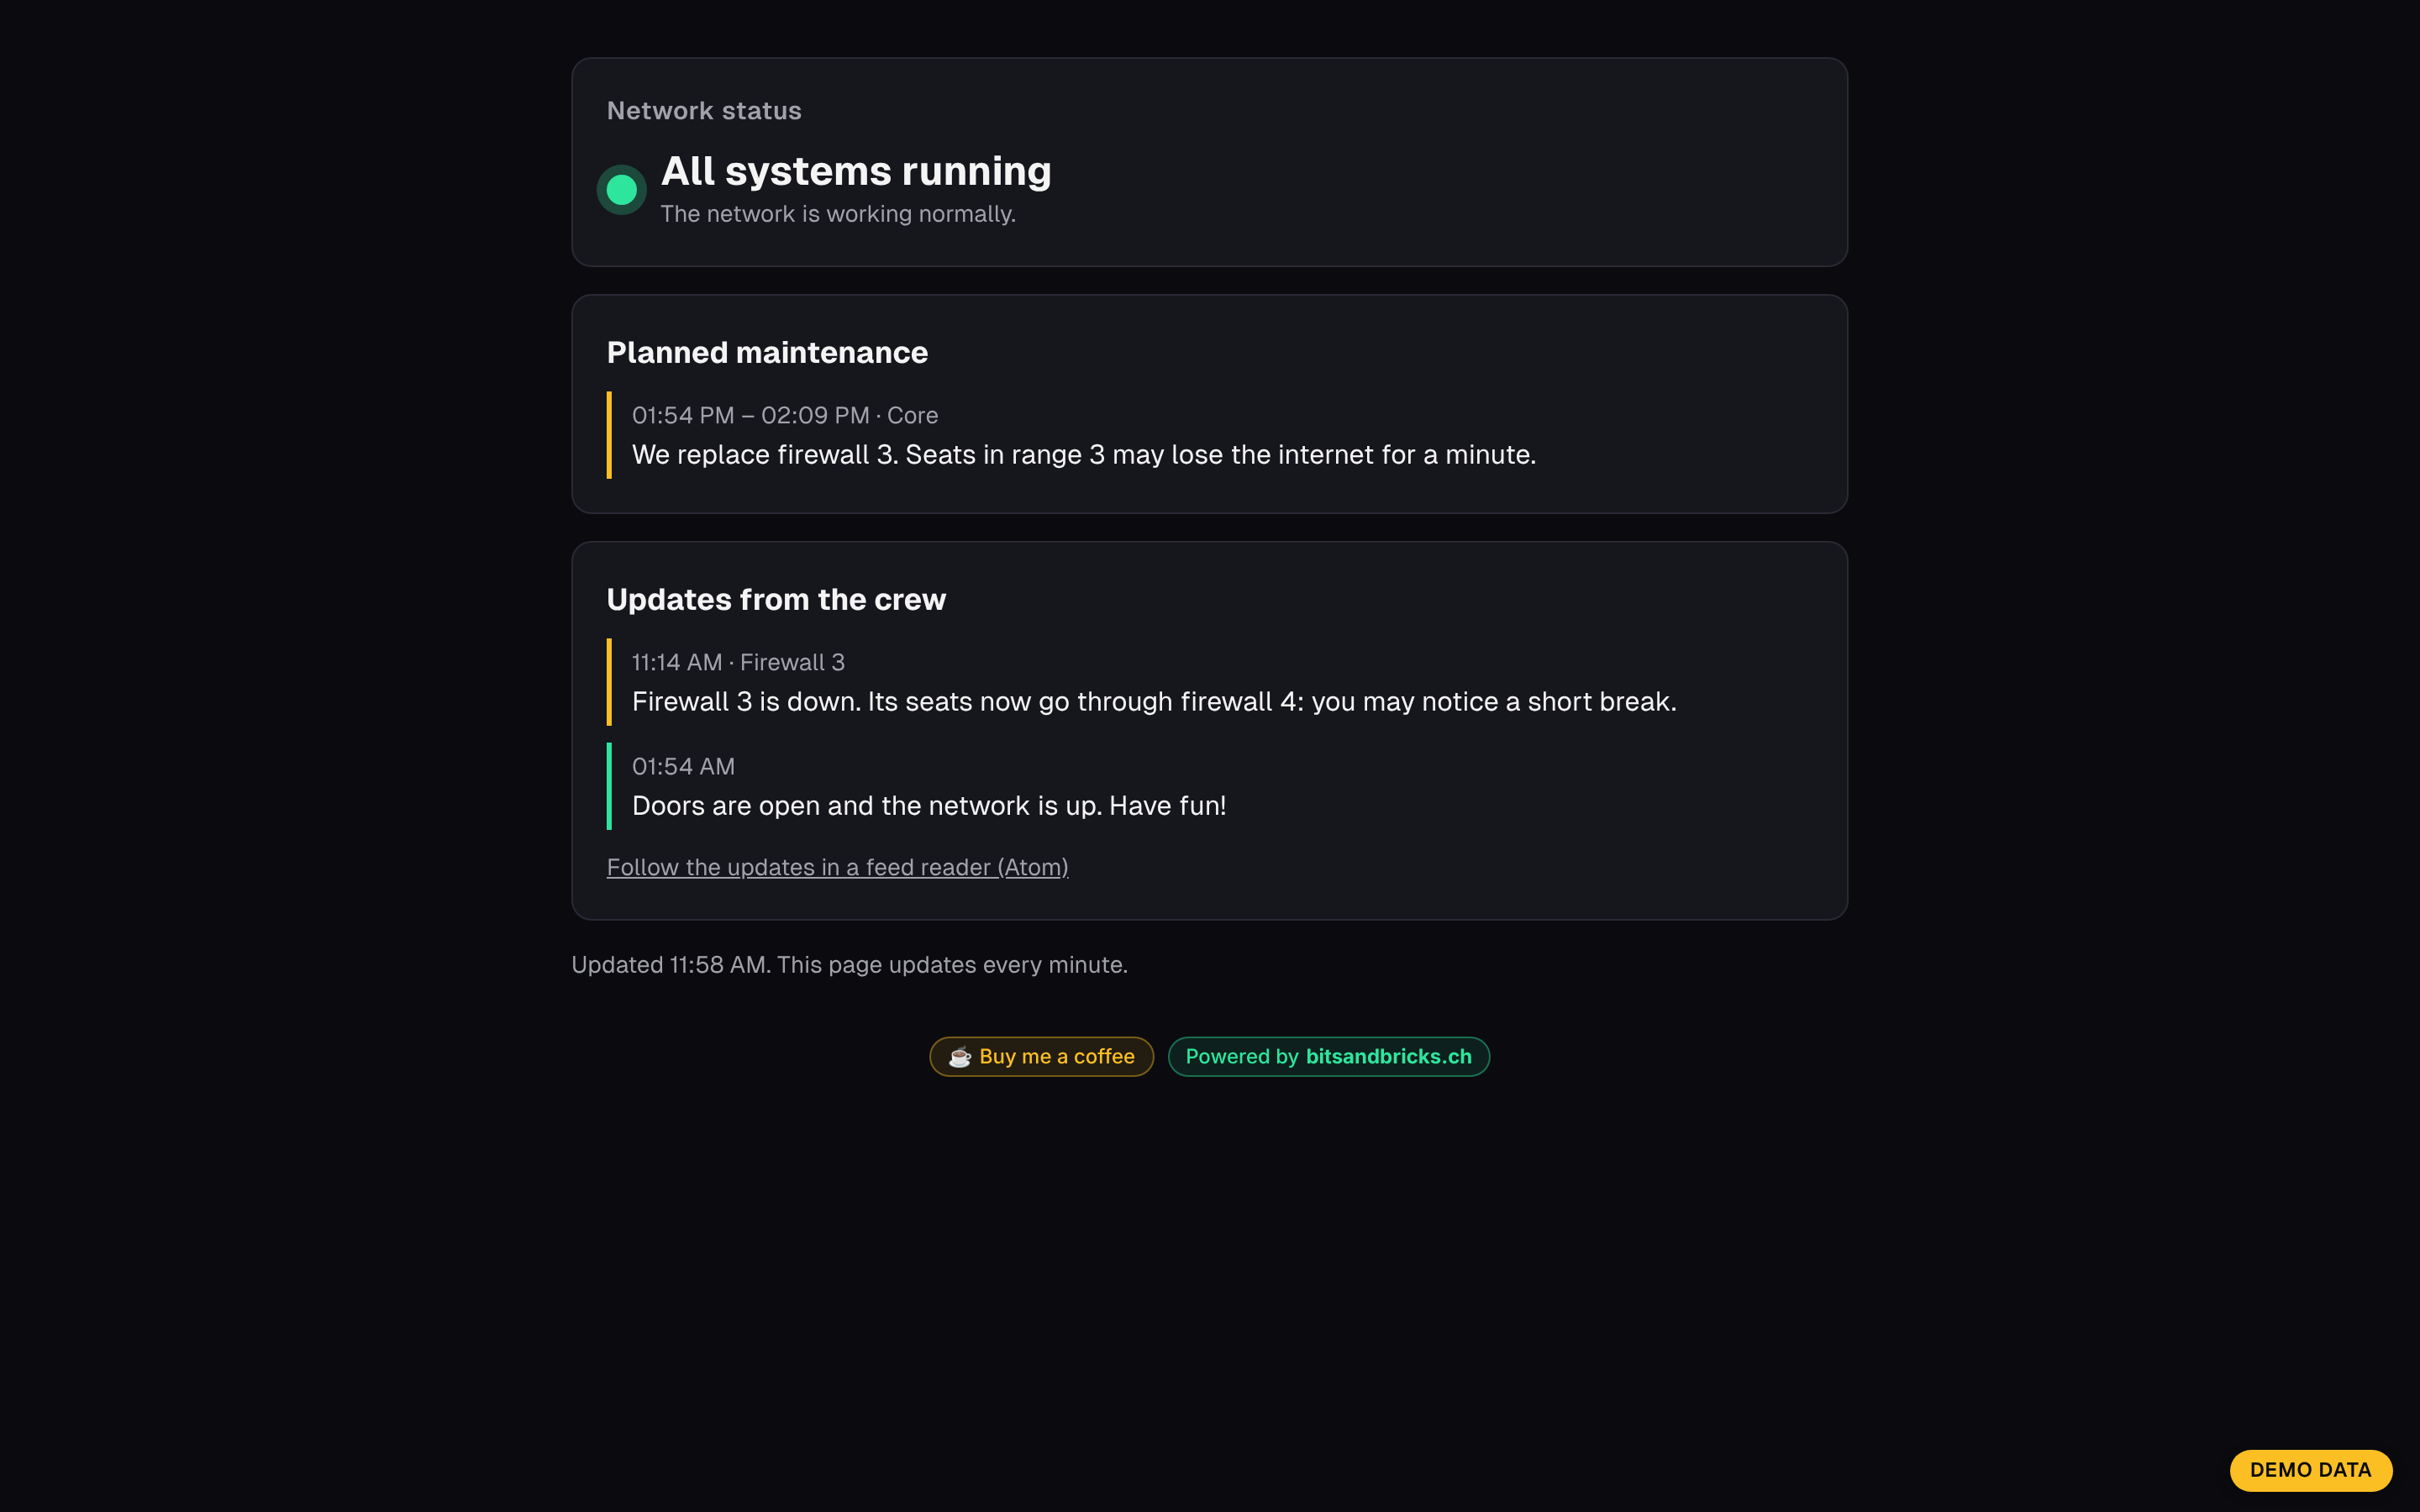 Network status
All systems running
The network is working normally.
Planned maintenance
01:54 PM – 02:09 PM · Core
We replace firewall 3. Seats in range 3 may lose the internet for a minute.
Updates from the crew
11:14 AM · Firewall 3
Firewall 3 is down. Its seats now go through firewall 4: you may notice a short break.
01:54 AM
Doors are open and the network is up. Have fun!
Follow the updates in a feed reader (Atom)
Updated 11:58 AM. This page updates every minute.
☕ Buy me a coffee
Powered by bitsandbricks.ch
DEMO DATA